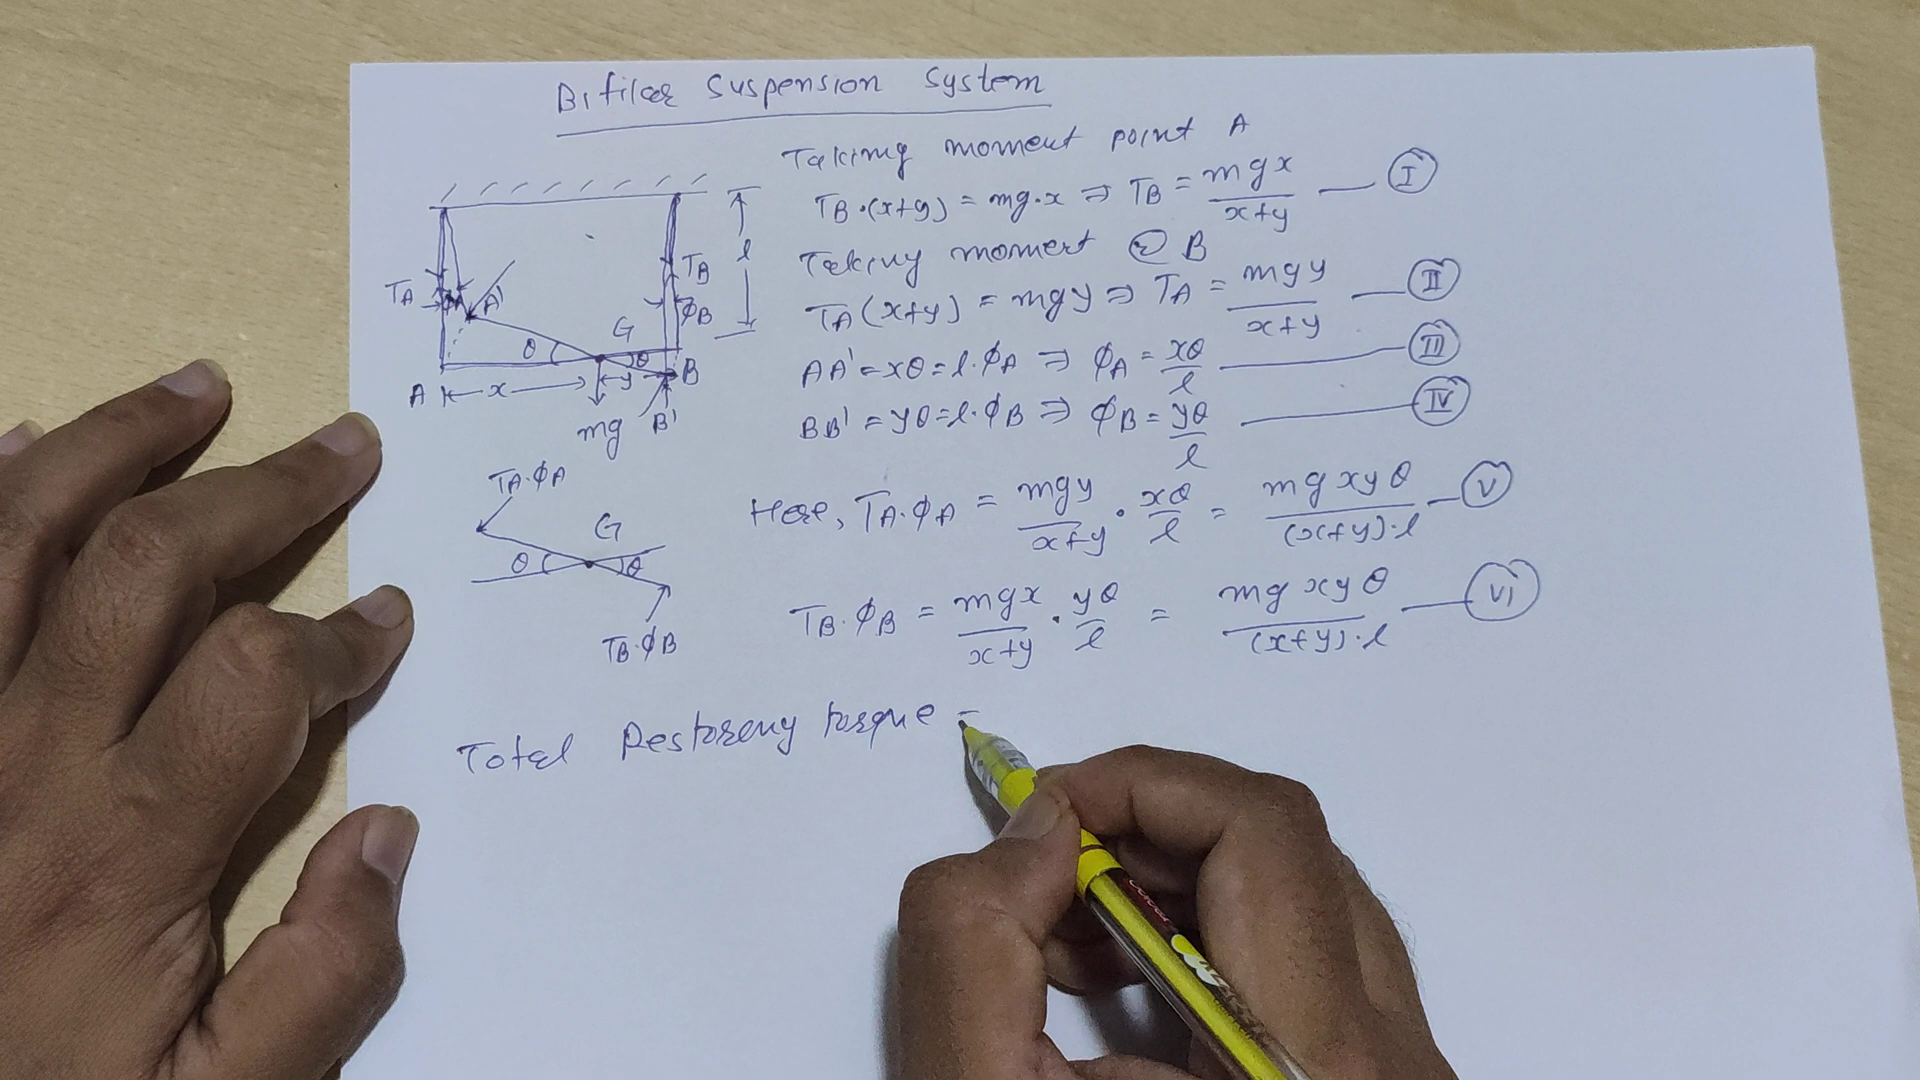 Bifilar Suspension System
Taking moment point A
TB·(x+y) = mg·x ⇒ TB = mgx/(x+y) — I
Taking moment @ B
TA(x+y) = mgy ⇒ TA = mgy/(x+y) — II
AA' = xθ = l·ϕA ⇒ ϕA = xθ/l — III
BB' = yθ = l·ϕB ⇒ ϕB = yθ/l — IV
TA
ϕA
A'
TB
ϕB
l
θ
G
θ
A
x
y
B
mg
B'
TA·ϕA
G
θ
θ
TB·ϕB
Here, TA·ϕA = mgy/(x+y) · xθ/l = mgxyθ/((x+y)·l) — V
TB·ϕB = mgx/(x+y) · yθ/l = mgxyθ/((x+y)·l) — VI
Total Restoreny torque =